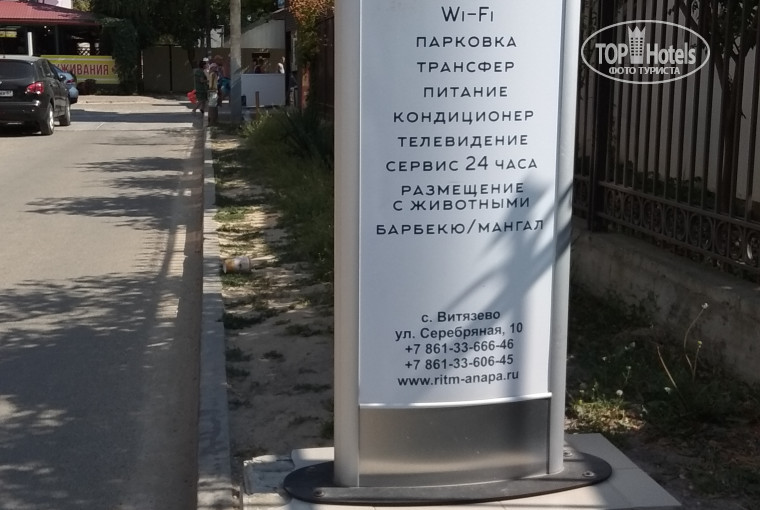 Wi-Fi
ПАРКОВКА
ТРАНСФЕР
ПИТАНИЕ
КОНДИЦИОНЕР
ТЕЛЕВИДЕНИЕ
СЕРВИС 24 ЧАСА
РАЗМЕЩЕНИЕ
С ЖИВОТНЫМИ
БАРБЕКЮ/МАНГАЛ
с. Витязево
ул. Серебряная, 10
+7 861-33-666-46
+7 861-33-606-45
www.ritm-anapa.ru
TOP Hotels
ФОТО ТУРИСТА